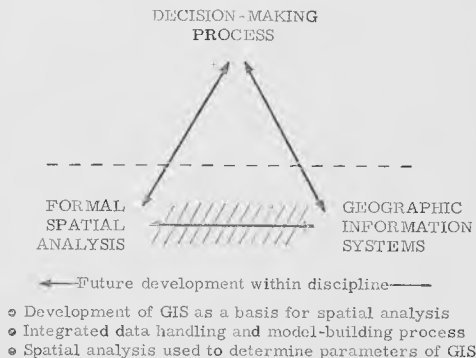 DECISION-MAKING
PROCESS
FORMAL
SPATIAL
ANALYSIS
GEOGRAPHIC
INFORMATION
SYSTEMS
Future development within discipline
Development of GIS as a basis for spatial analysis
Integrated data handling and model-building process
Spatial analysis used to determine parameters of GIS